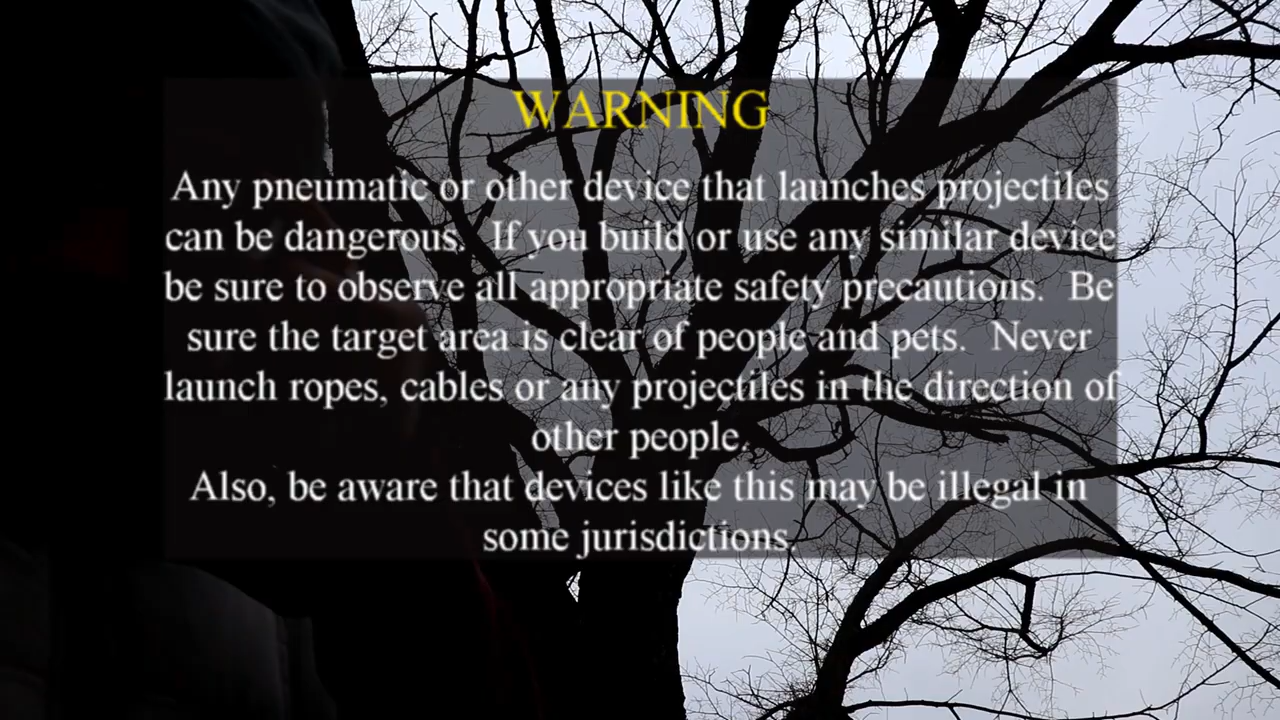 WARNING
Any pneumatic or other device that launches projectiles
can be dangerous.  If you build or use any similar device
be sure to observe all appropriate safety precautions.  Be
sure the target area is clear of people and pets.  Never
launch ropes, cables or any projectiles in the direction of
other people.
Also, be aware that devices like this may be illegal in
some jurisdictions.